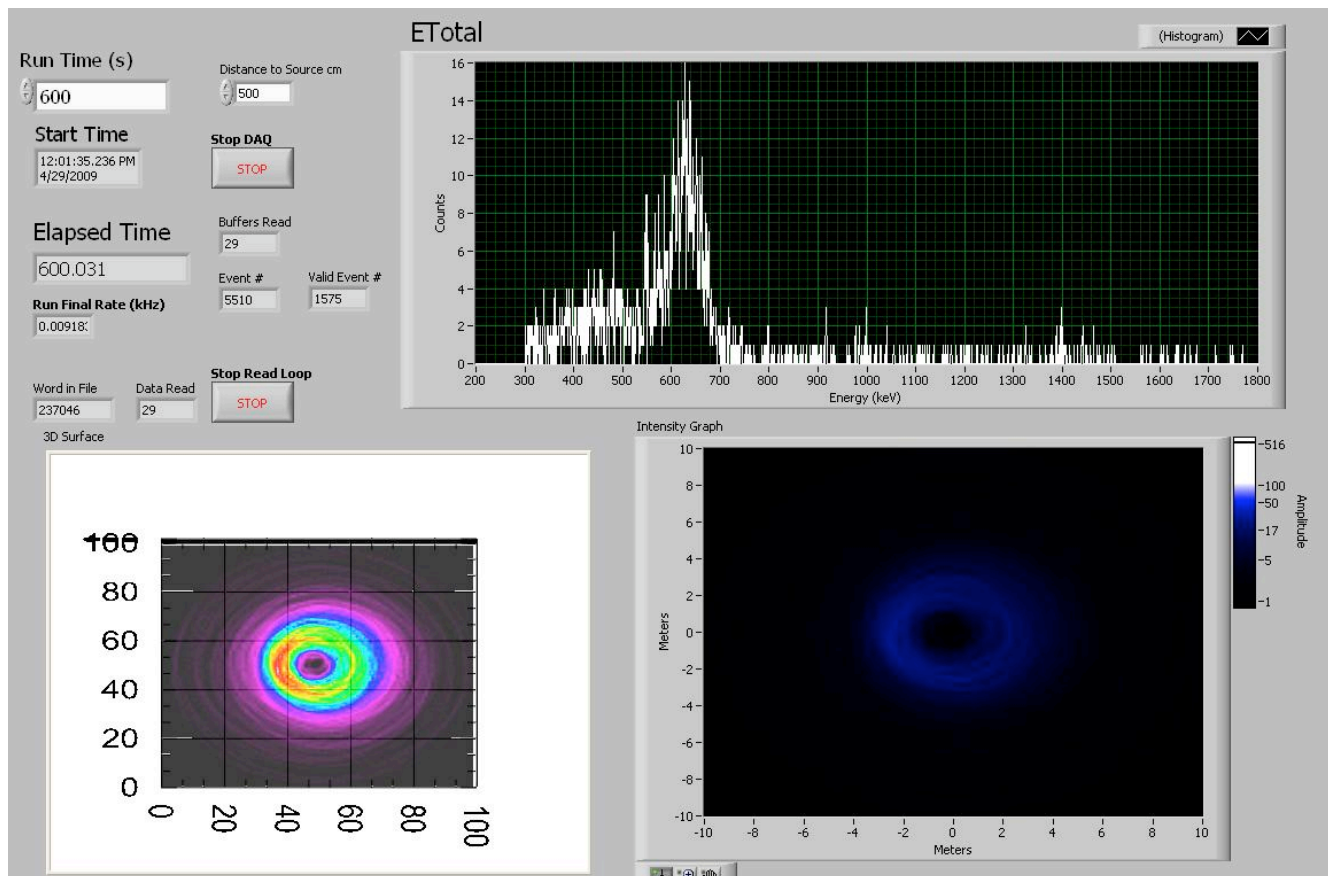 ETotal
(Histogram)
Run Time (s)
600
Distance to Source cm
500
Start Time
12:01:35.236 PM
4/29/2009
Stop DAQ
STOP
Elapsed Time
600.031
Buffers Read
29
Event #
5510
Valid Event #
1575
Run Final Rate (kHz)
Word in File
237046
Data Read
29
Stop Read Loop
STOP
16
14
12
10
8
6
4
2
0
Counts
200 300 400 500 600 700 800 900 1000 1100 1200 1300 1400 1500 1600 1700 1800
Energy (keV)
3D Surface
100
80
60
40
20
0
0 20 40 60 80 100
Intensity Graph
10
8
6
4
2
0
-2
-4
-6
-8
-10
Meters
-10 -8 -6 -4 -2 0 2 4 6 8 10
Meters
516
100
50
17
5
1
Amplitude